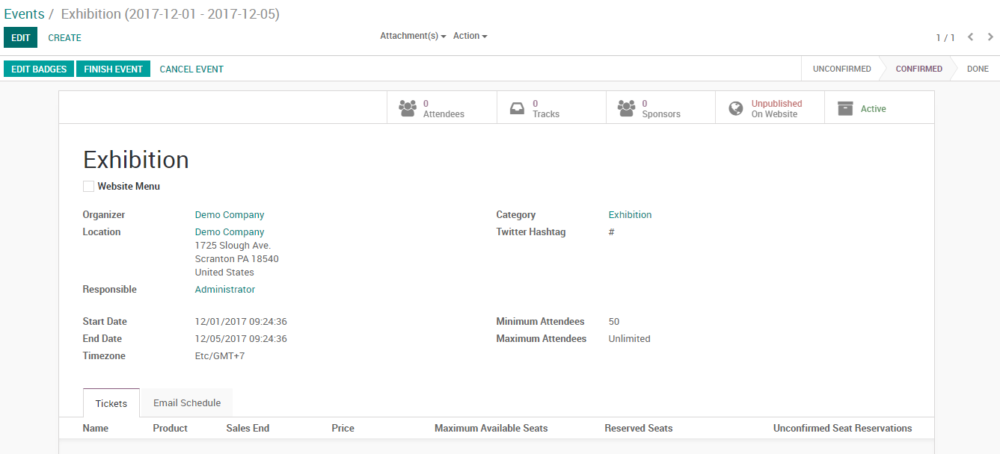 Events / Exhibition (2017-12-01 - 2017-12-05)
EDIT CREATE Attachment(s) Action 1 / 1
EDIT BADGES FINISH EVENT CANCEL EVENT UNCONFIRMED CONFIRMED DONE
0 Attendees
0 Tracks
0 Sponsors
Unpublished On Website
Active
Exhibition
Website Menu
Organizer Demo Company
Category Exhibition
Location Demo Company
1725 Slough Ave.
Scranton PA 18540
United States
Twitter Hashtag #
Responsible Administrator
Start Date 12/01/2017 09:24:36
Minimum Attendees 50
End Date 12/05/2017 09:24:36
Maximum Attendees Unlimited
Timezone Etc/GMT+7
Tickets Email Schedule
Name Product Sales End Price Maximum Available Seats Reserved Seats Unconfirmed Seat Reservations